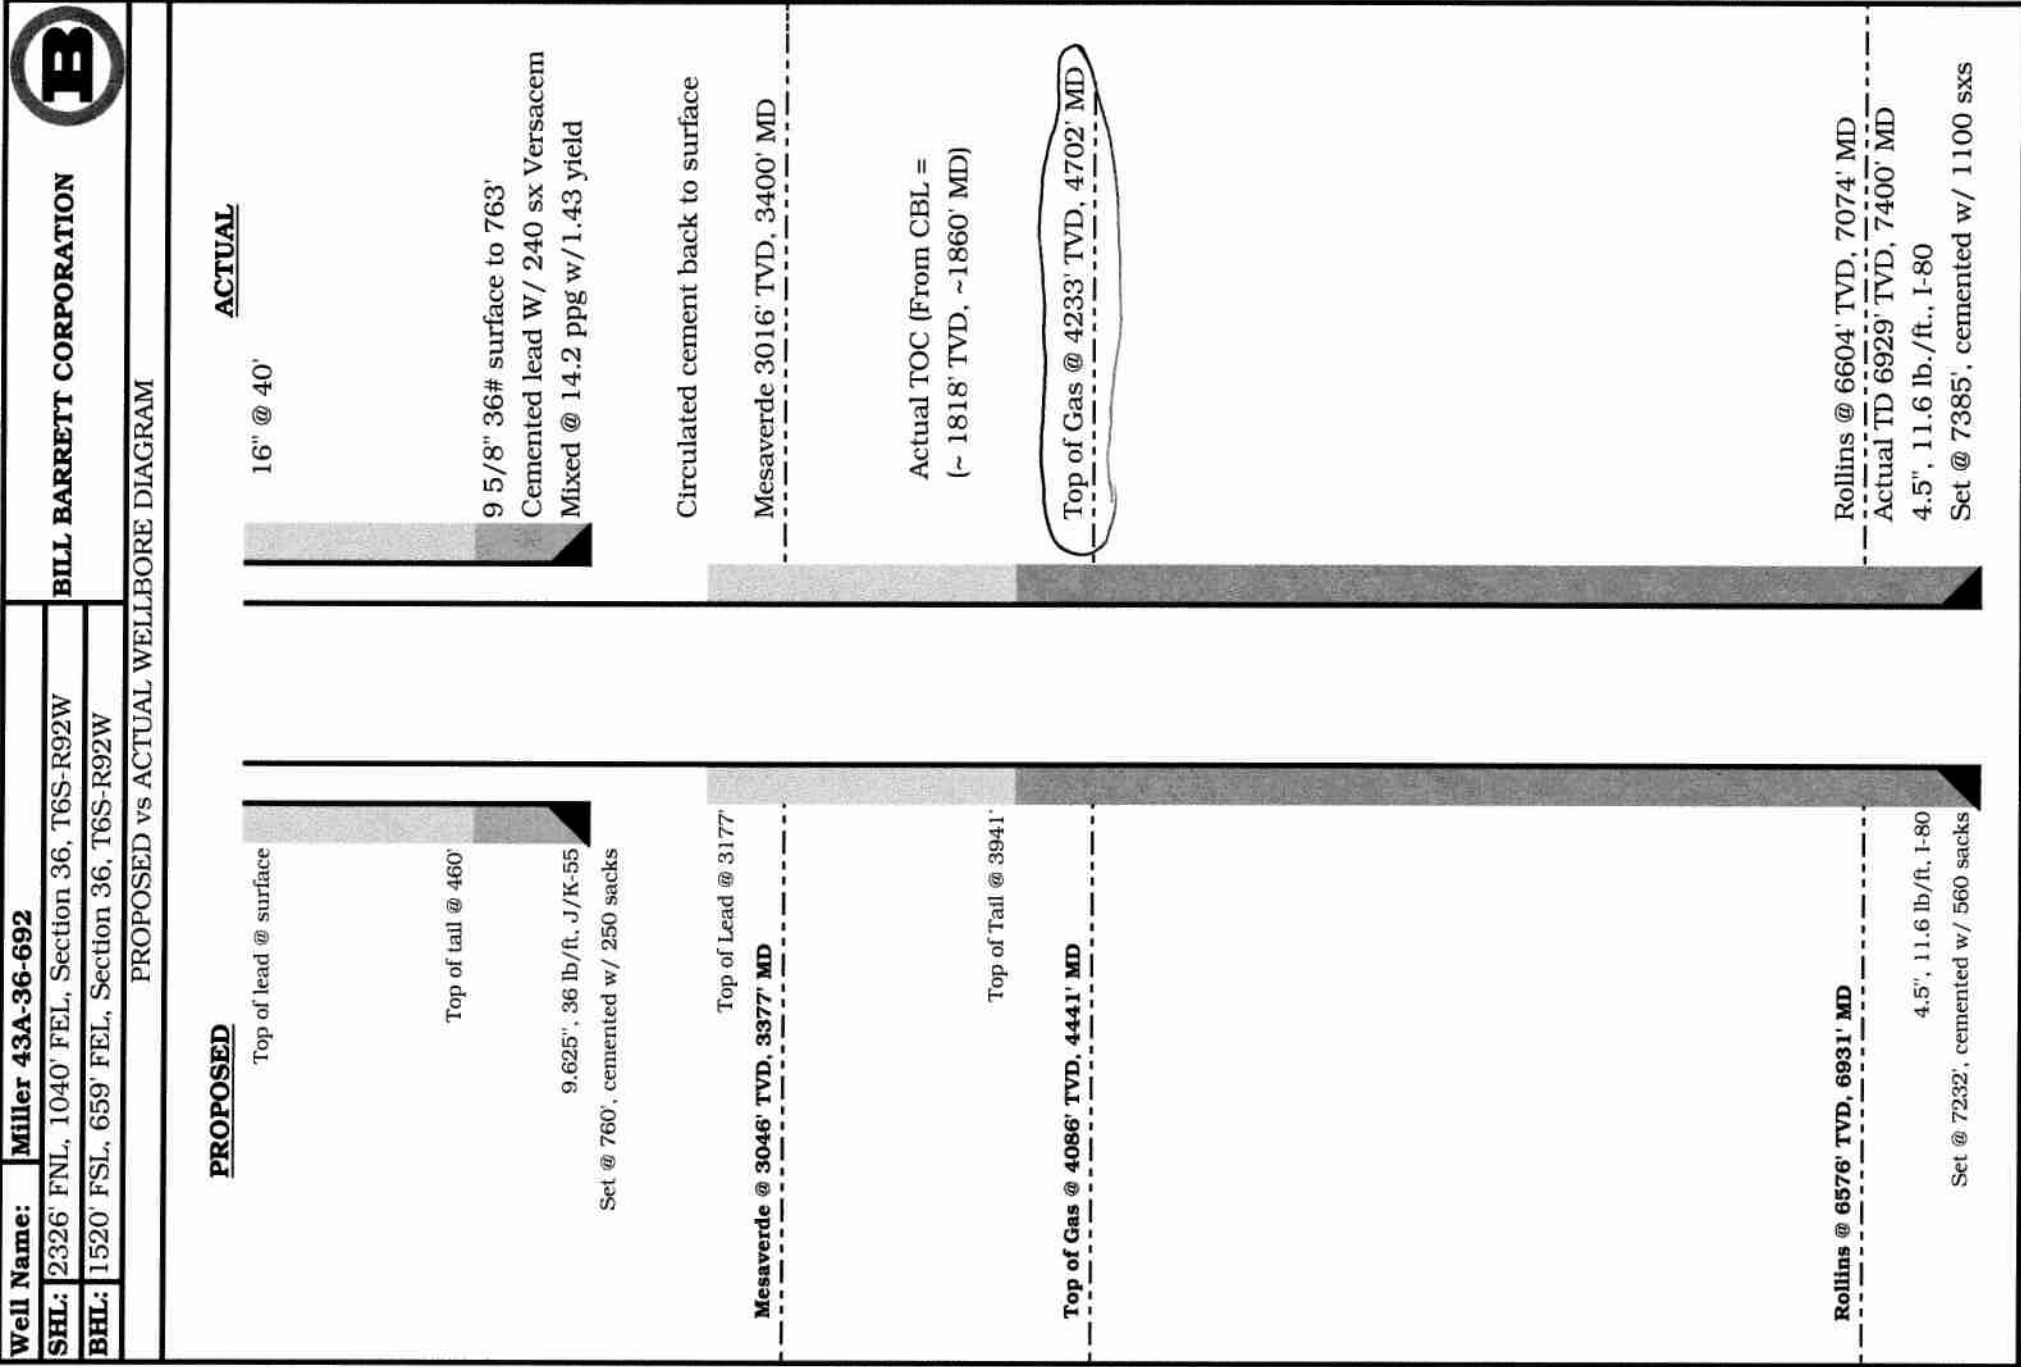 Well Name: Miller 43A-36-692
SHL: 2326' FNL, 1040' FEL, Section 36, T6S-R92W
BHL: 1520' FSL, 659' FEL, Section 36, T6S-R92W
BILL BARRETT CORPORATION
B
PROPOSED vs ACTUAL WELLBORE DIAGRAM
PROPOSED
Top of lead @ surface
Top of tail @ 460'
9.625", 36 lb/ft, J/K-55
Set @ 760', cemented w/ 250 sacks
Top of Lead @ 3177'
Mesaverde @ 3046' TVD, 3377' MD
Top of Tail @ 3941'
Top of Gas @ 4086' TVD, 4441' MD
Rollins @ 6576' TVD, 6931' MD
4.5", 11.6 lb/ft, I-80
Set @ 7232', cemented w/ 560 sacks
ACTUAL
16" @ 40'
9 5/8" 36# surface to 763'
Cemented lead W/ 240 sx Versacem
Mixed @ 14.2 ppg w/1.43 yield
Circulated cement back to surface
Mesaverde 3016' TVD, 3400' MD
Actual TOC (From CBL =
(~ 1818' TVD, ~1860' MD)
Top of Gas @ 4233' TVD, 4702' MD
Rollins @ 6604' TVD, 7074' MD
Actual TD 6929' TVD, 7400' MD
4.5", 11.6 lb./ft., I-80
Set @ 7385', cemented w/ 1100 sxs